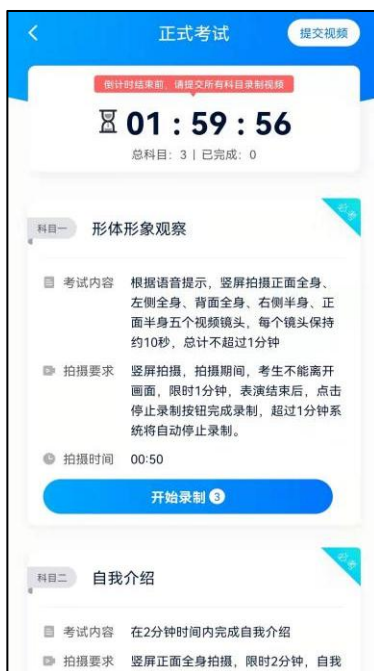 正式考试
提交视频
倒计时结束前，请提交所有科目录制视频
01 : 59 : 56
总科目：3 | 已完成：0
必考
科目一 形体形象观察
考试内容 根据语音提示，竖屏拍摄正面全身、
左侧全身、背面全身、右侧半身、正
面半身五个视频镜头，每个镜头保持
约10秒，总计不超过1分钟
拍摄要求 竖屏拍摄，拍摄期间，考生不能离开
画面，限时1分钟，表演结束后，点击
停止录制按钮完成录制，超过1分钟系
统将自动停止录制。
拍摄时间 00:50
开始录制 3
必考
科目二 自我介绍
考试内容 在2分钟时间内完成自我介绍
拍摄要求 竖屏正面全身拍摄，限时2分钟，自我